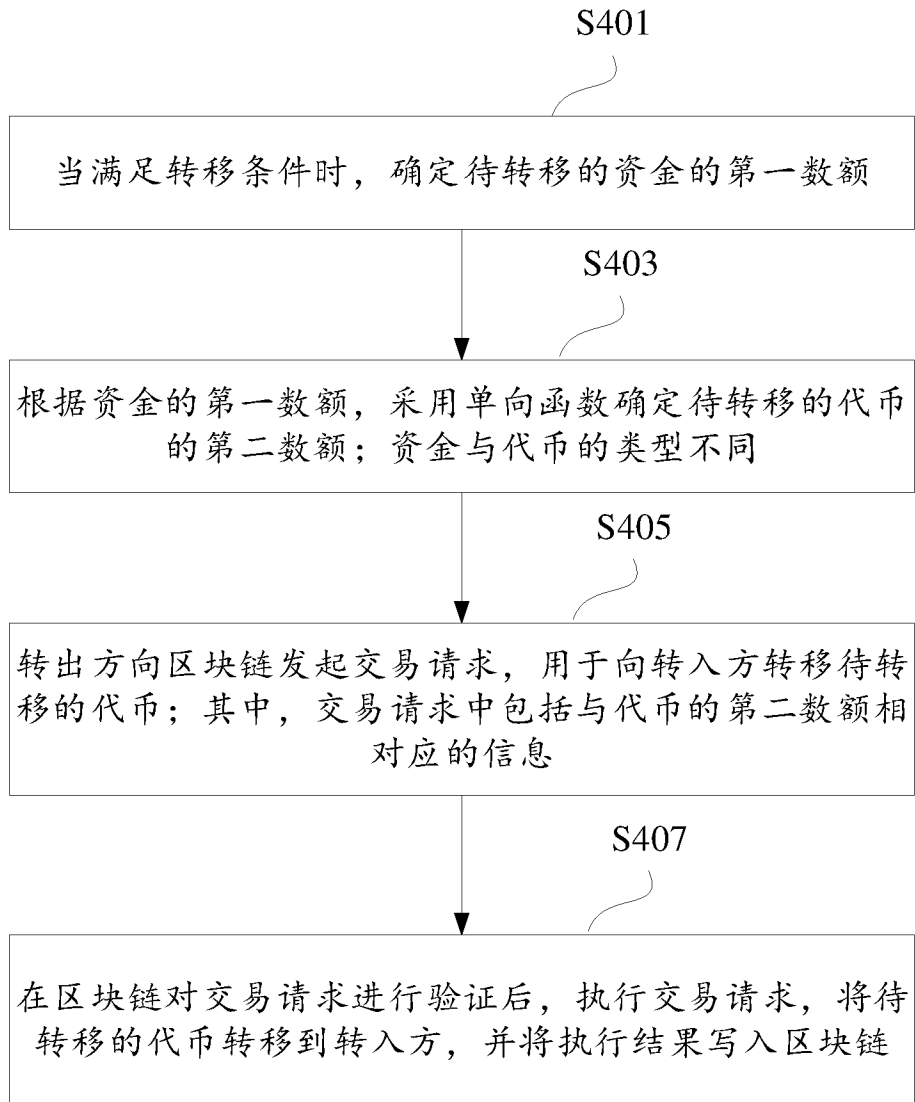 S401
当满足转移条件时，确定待转移的资金的第一数额
S403
根据资金的第一数额，采用单向函数确定待转移的代币
的第二数额；资金与代币的类型不同
S405
转出方向区块链发起交易请求，用于向转入方转移待转
移的代币；其中，交易请求中包括与代币的第二数额相
对应的信息
S407
在区块链对交易请求进行验证后，执行交易请求，将待
转移的代币转移到转入方，并将执行结果写入区块链